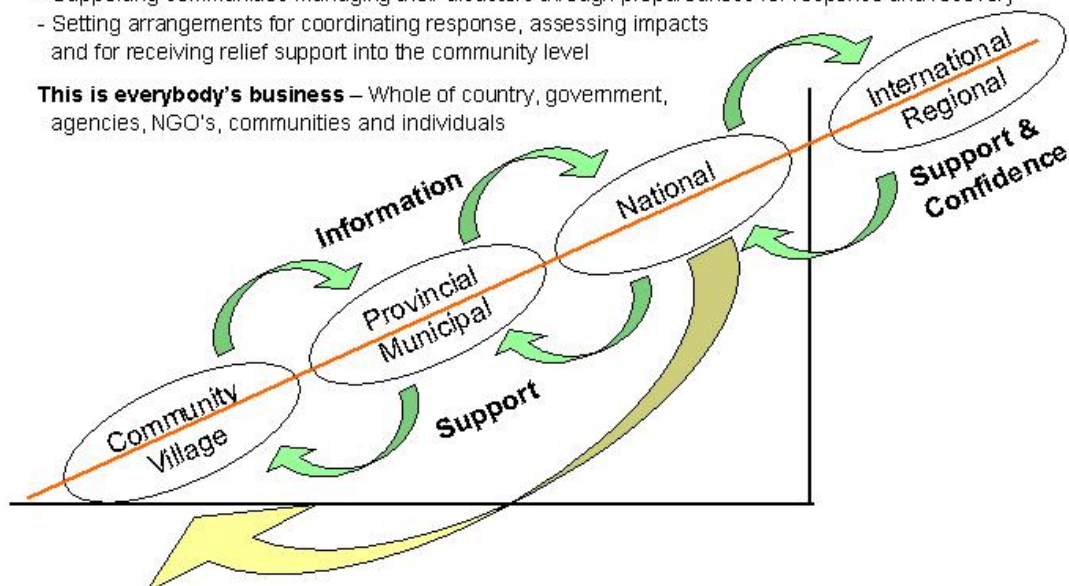 - Setting arrangements for coordinating response, assessing impacts
and for receiving relief support into the community level
This is everybody's business – Whole of country, government,
agencies, NGO's, communities and individuals
International
Regional
Support &
Confidence
National
Information
Provincial
Municipal
Support
Community
Village